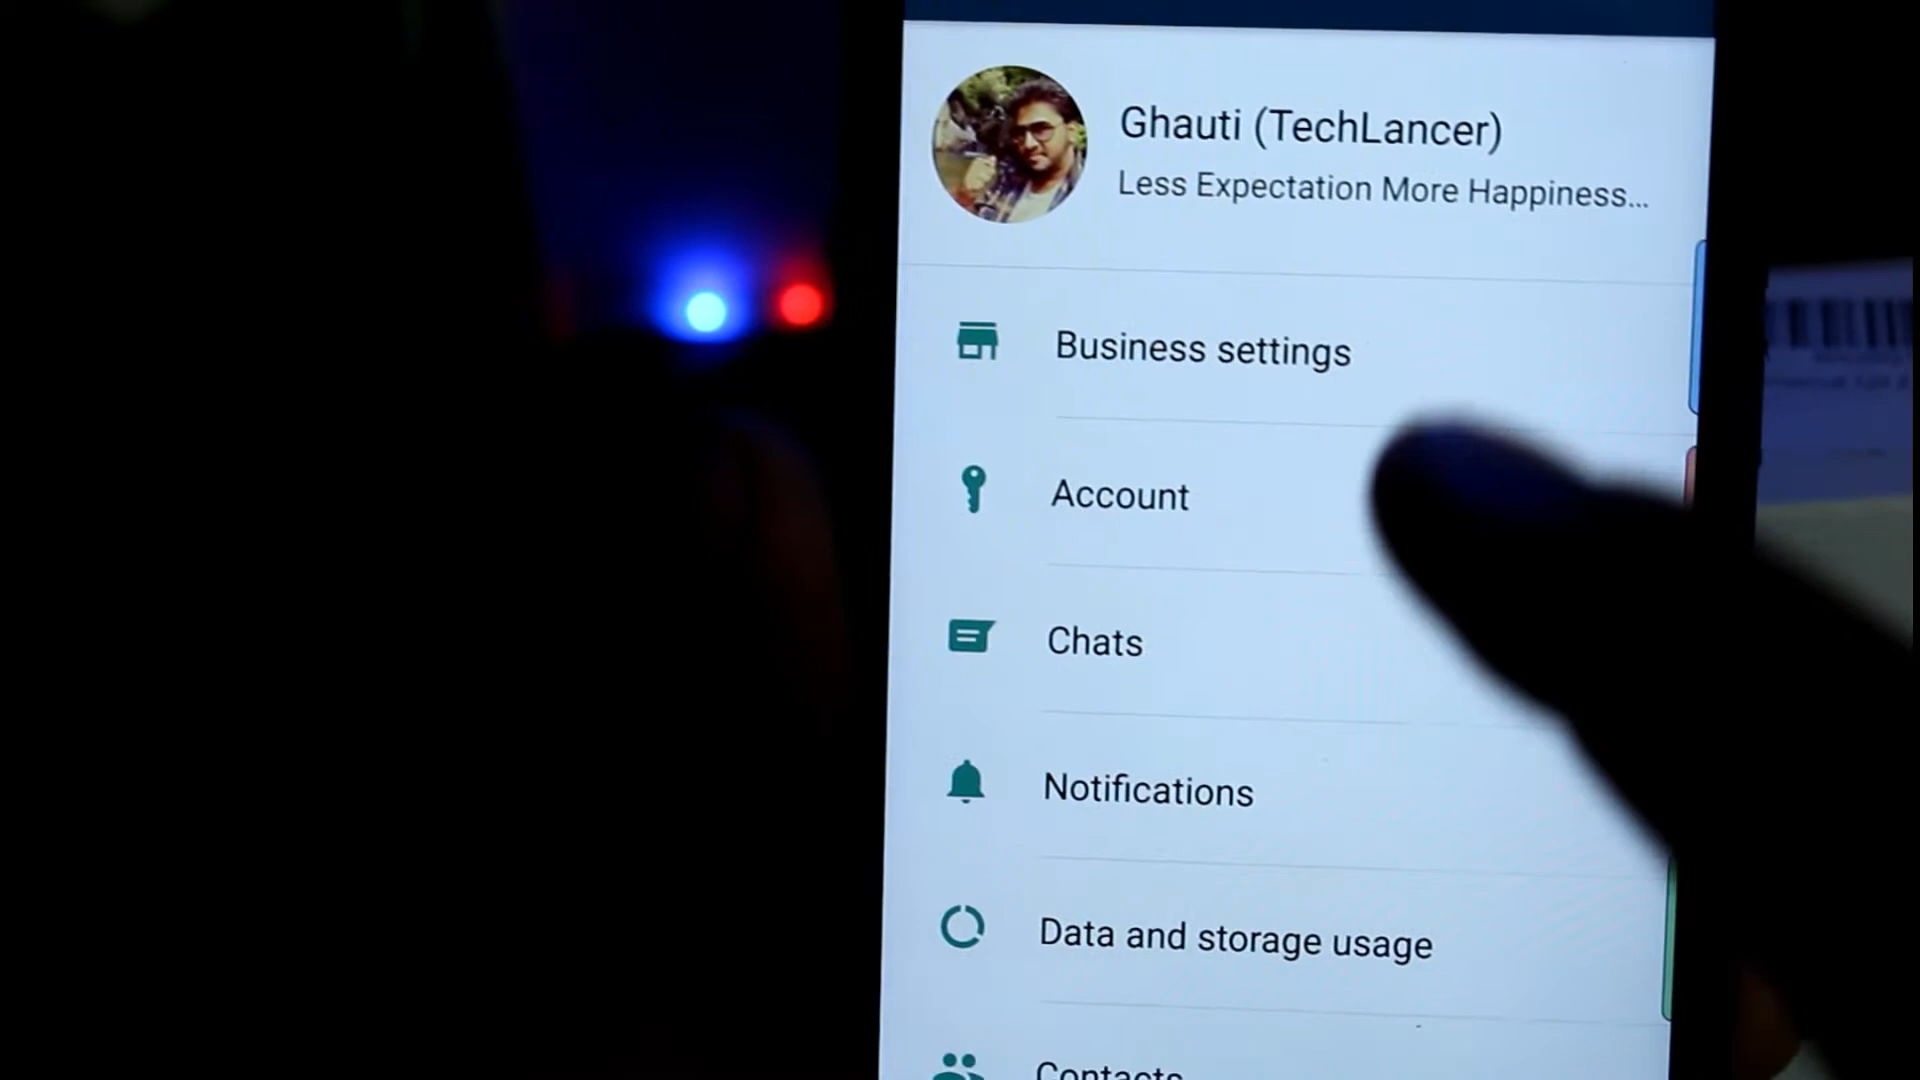 Ghauti (TechLancer)
Less Expectation More Happiness...
Business settings
Account
Chats
Notifications
Data and storage usage
Contacts